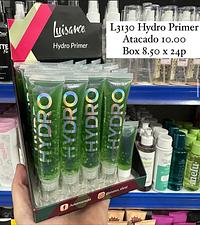 Luisance
Hydro Primer
L3130 Hydro Primer
Atacado 10.00
Box 8.50 x 24p
HYDRO
HYDRO
HYDRO
HYDRO